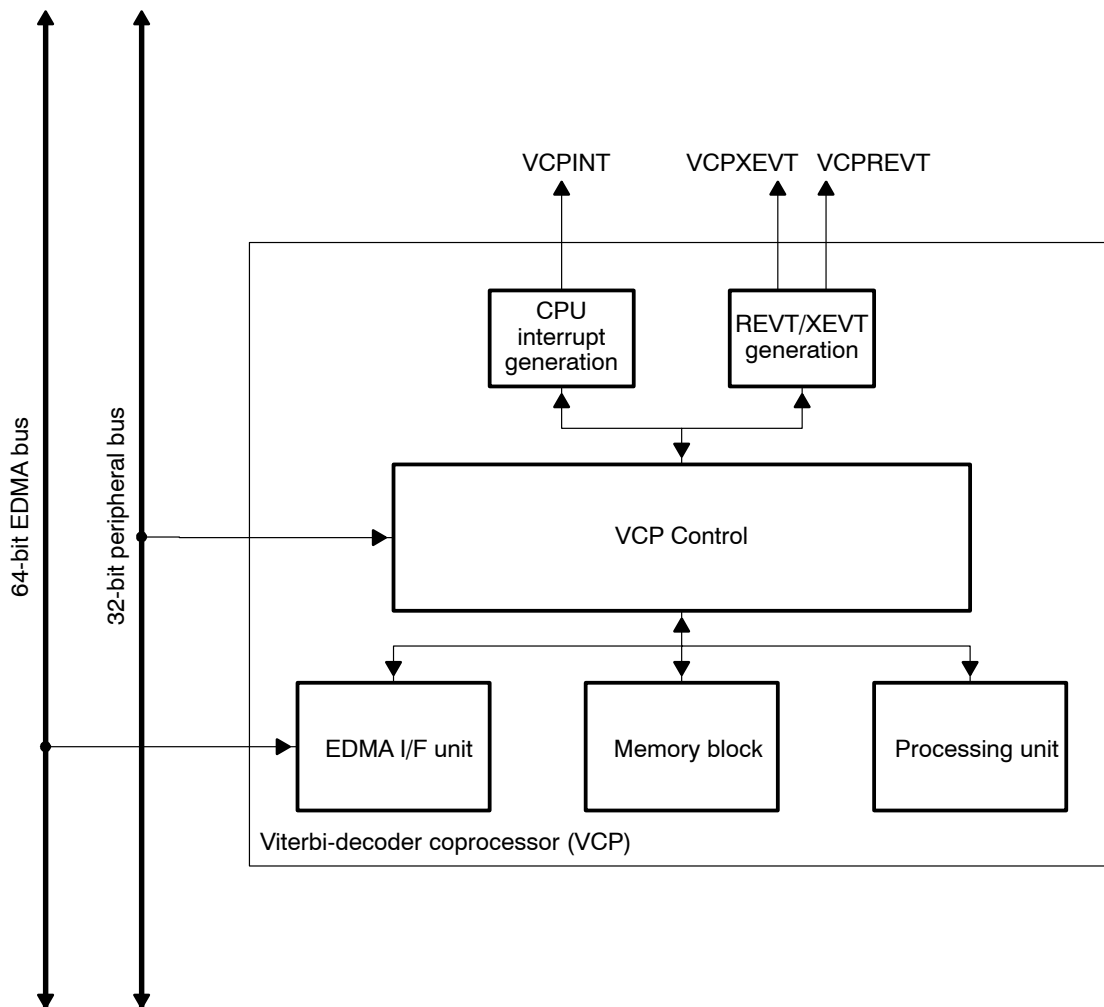 VCPINT
VCPXEVT
VCPREVT
CPU
interrupt
generation
REVT/XEVT
generation
64-bit EDMA bus
32-bit peripheral bus
VCP Control
EDMA I/F unit
Memory block
Processing unit
Viterbi-decoder coprocessor (VCP)